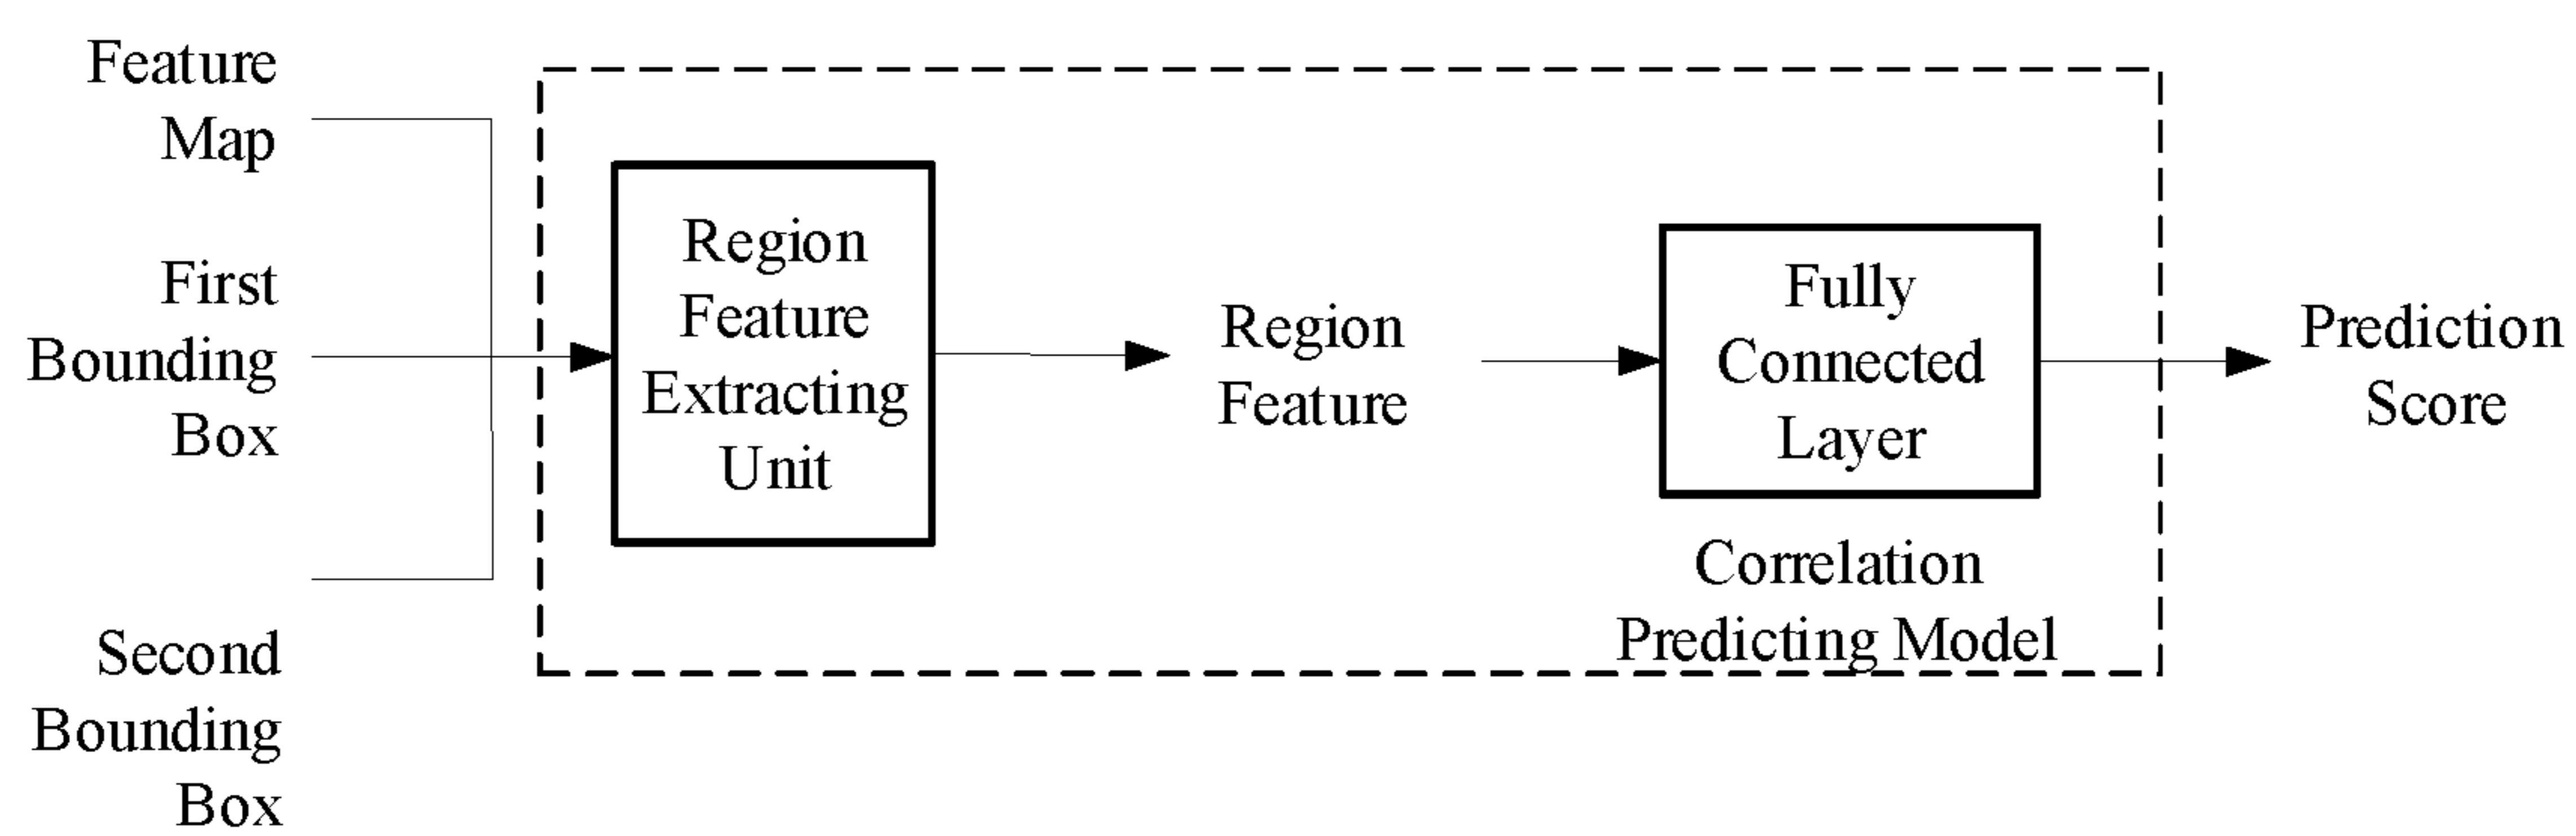 Feature
Map
First
Bounding
Box
Second
Bounding
Box
Region
Feature
Extracting
Unit
Region
Feature
Fully
Connected
Layer
Correlation
Predicting Model
Prediction
Score